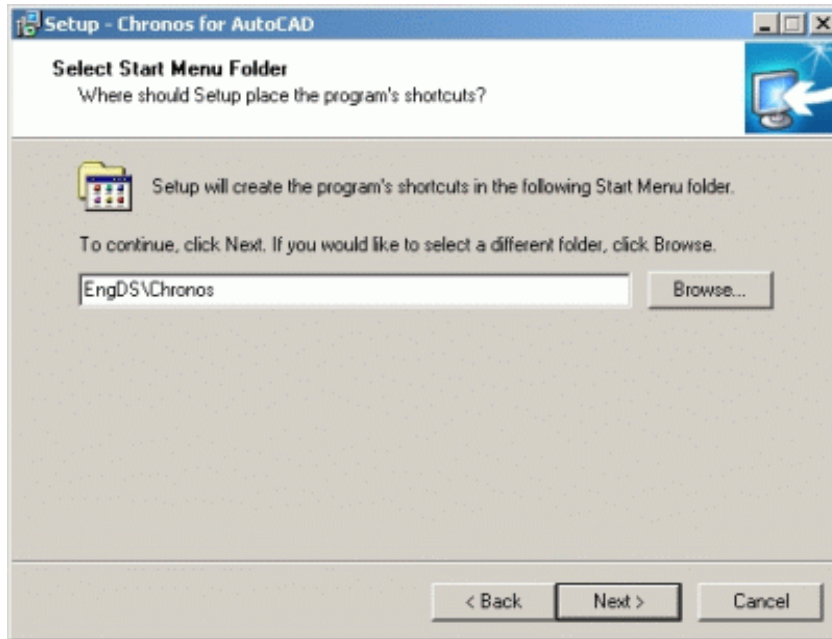 Setup - Chronos for AutoCAD
Select Start Menu Folder
Where should Setup place the program's shortcuts?
Setup will create the program's shortcuts in the following Start Menu folder.
To continue, click Next. If you would like to select a different folder, click Browse.
EngDS\Chronos
Browse...
< Back
Next >
Cancel